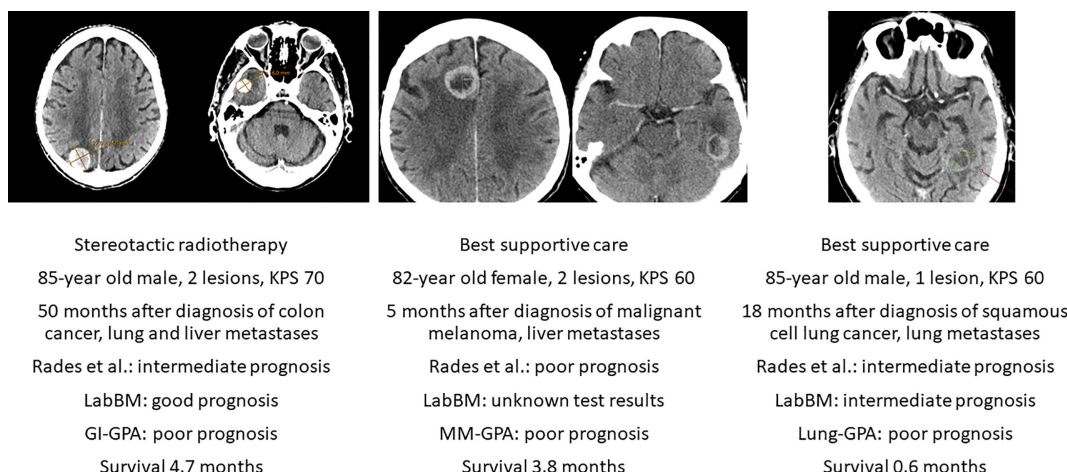 Stereotactic radiotherapy
85-year old male, 2 lesions, KPS 70
50 months after diagnosis of colon
cancer, lung and liver metastases
Rades et al.: intermediate prognosis
LabBM: good prognosis
GI-GPA: poor prognosis
Survival 4.7 months
Best supportive care
82-year old female, 2 lesions, KPS 60
5 months after diagnosis of malignant
melanoma, liver metastases
Rades et al.: poor prognosis
LabBM: unknown test results
MM-GPA: poor prognosis
Survival 3.8 months
Best supportive care
85-year old male, 1 lesion, KPS 60
18 months after diagnosis of squamous
cell lung cancer, lung metastases
Rades et al.: intermediate prognosis
LabBM: intermediate prognosis
Lung-GPA: poor prognosis
Survival 0.6 months